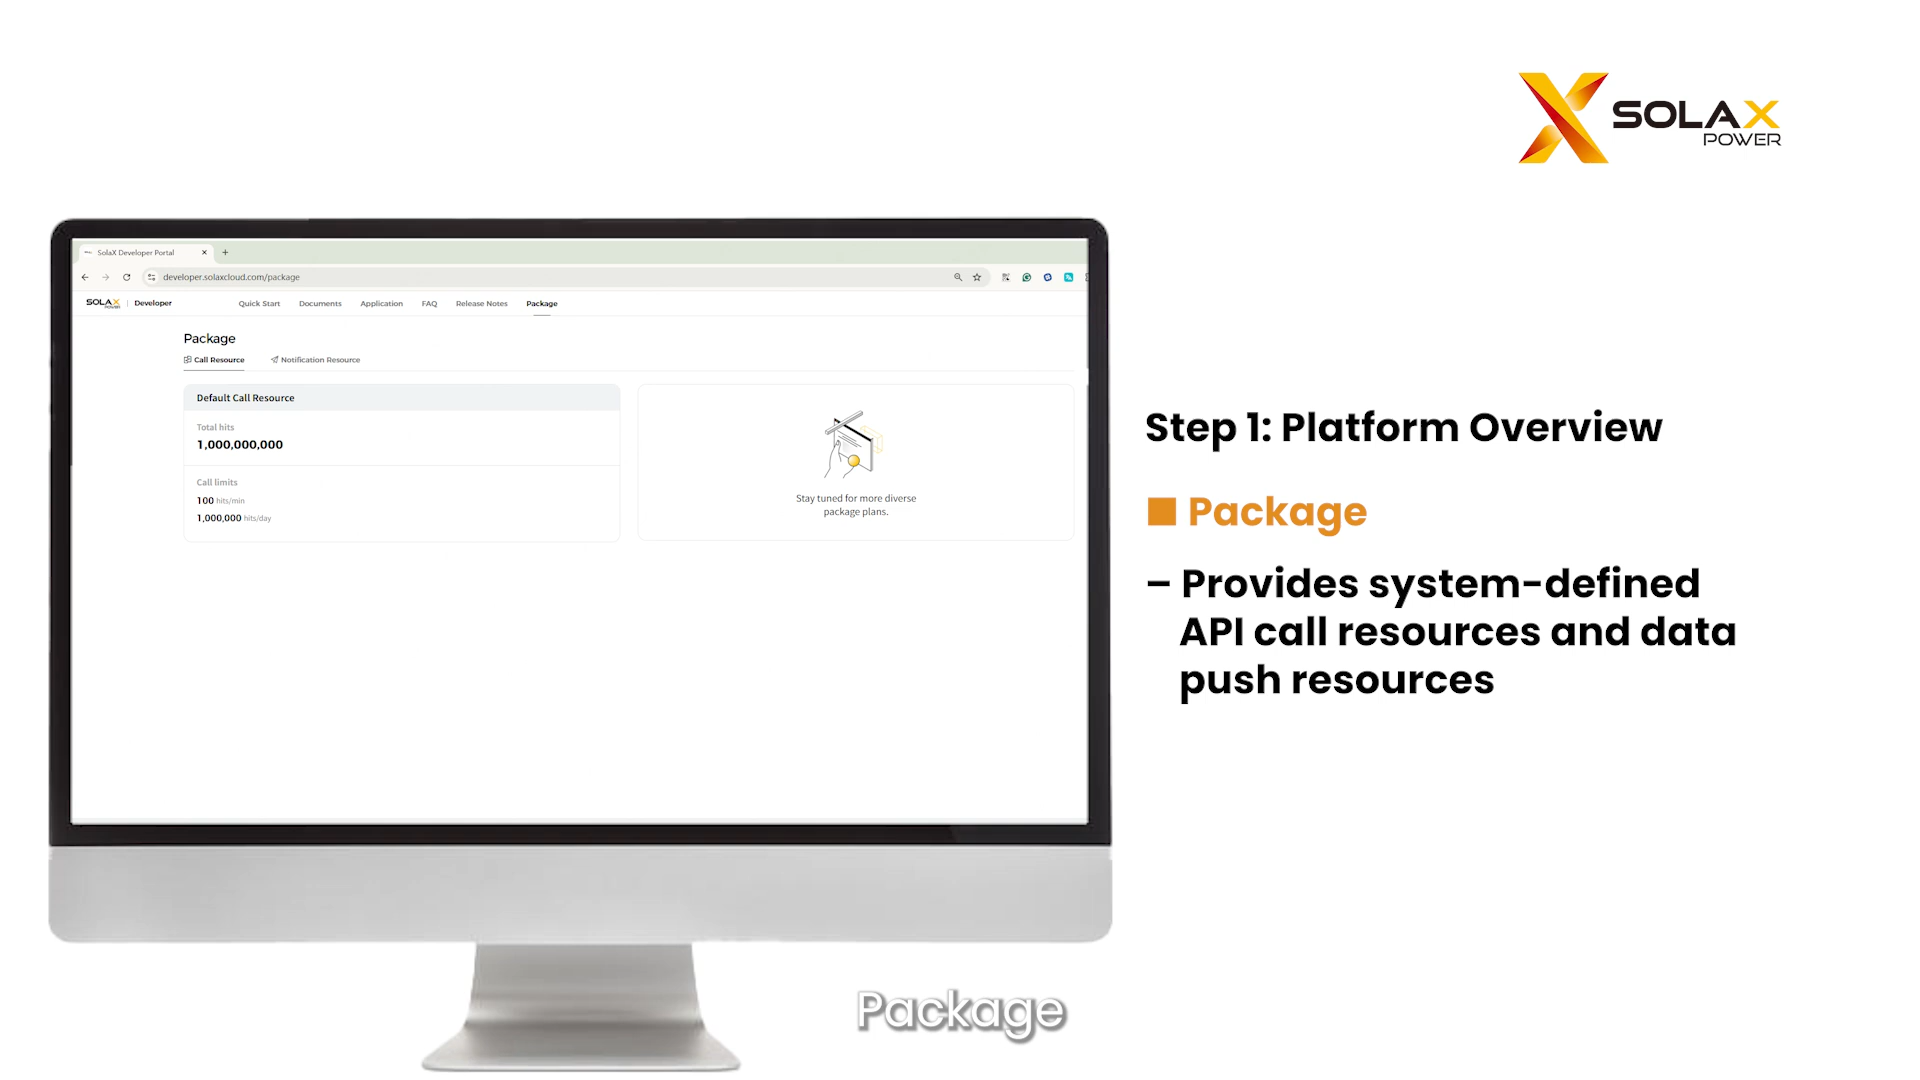 SOLAX
POWER
SolaX Developer Portal
developer.solaxcloud.com/package
SOLAX POWER | Developer
Quick Start
Documents
Application
FAQ
Release Notes
Package
Package
Call Resource
Notification Resource
Default Call Resource
Total hits
1,000,000,000
Call limits
100 hits/min
1,000,000 hits/day
Stay tuned for more diverse
package plans.
Step 1: Platform Overview
■ Package
– Provides system-defined
API call resources and data
push resources
Package